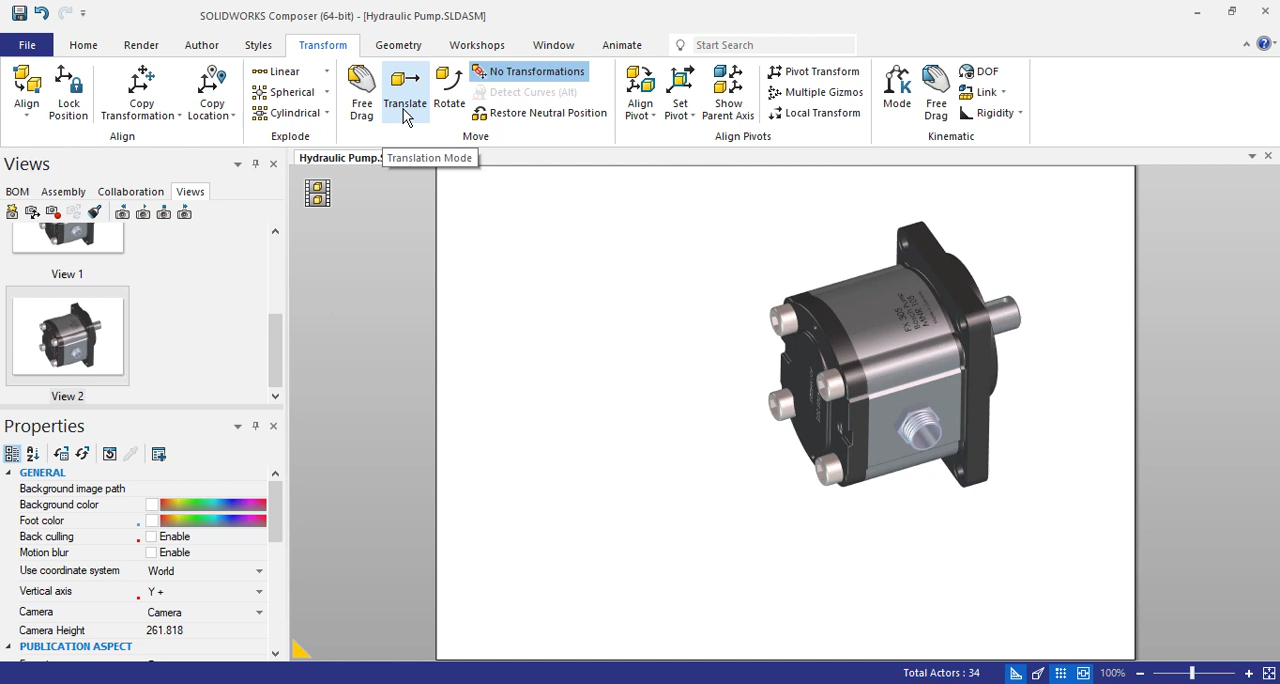 SOLIDWORKS Composer (64-bit) - [Hydraulic Pump.SLDASM]
File Home Render Author Styles Transform Geometry Workshops Window Animate Start Search
Align
Lock Position
Copy Transformation
Copy Location
Align
Linear
Spherical
Cylindrical
Explode
Free Drag
Translate
Rotate
No Transformations
Detect Curves (Alt)
Restore Neutral Position
Move
Align Pivot
Set Pivot
Show Parent Axis
Pivot Transform
Multiple Gizmos
Local Transform
Align Pivots
Mode
Free Drag
DOF
Link
Rigidity
Kinematic
Views
BOM Assembly Collaboration Views
View 1
View 2
Hydraulic Pump.S
Translation Mode
Properties
GENERAL
Background image path
Background color
Foot color
Back culling Enable
Motion blur Enable
Use coordinate system World
Vertical axis Y +
Camera Camera
Camera Height 261.818
PUBLICATION ASPECT
Total Actors : 34
100%